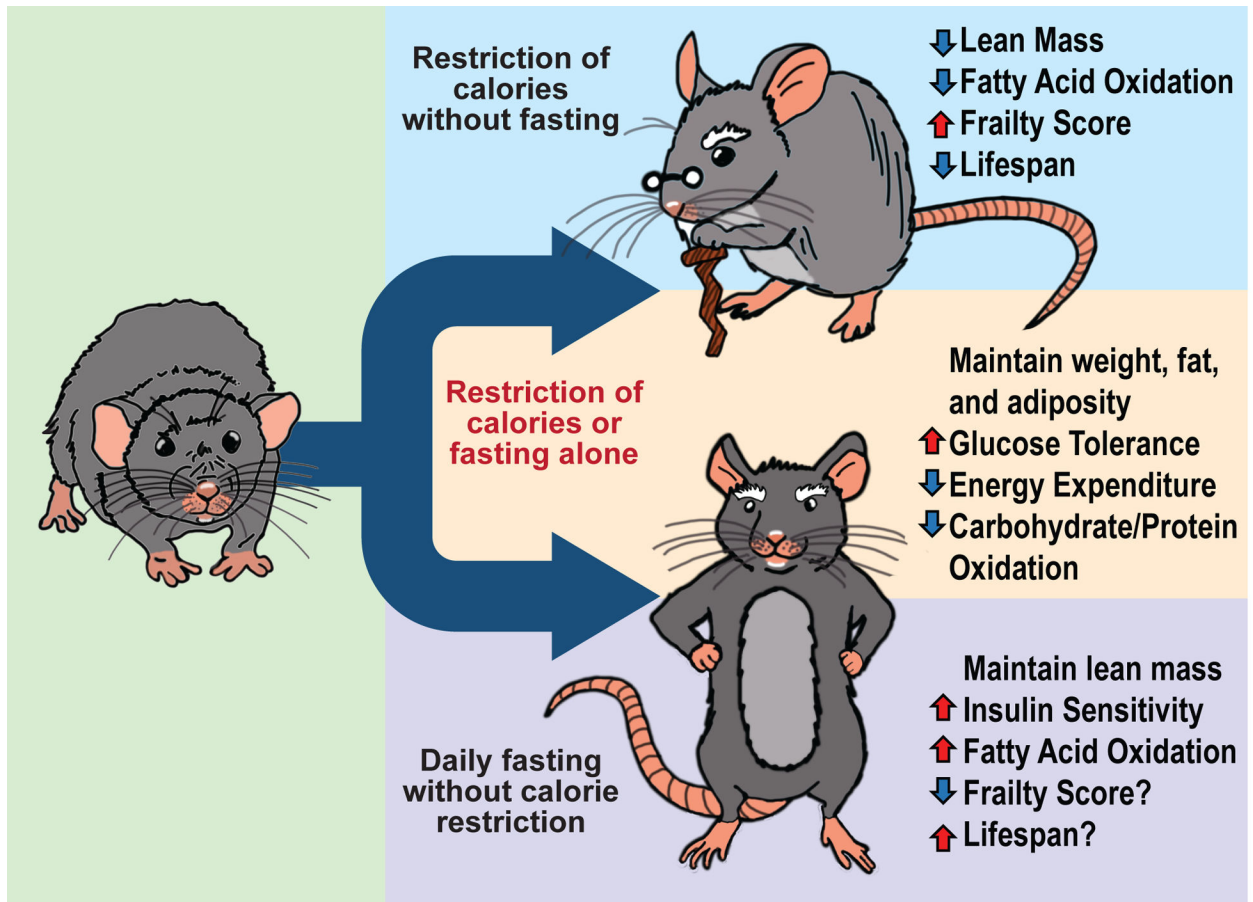 Restriction of
calories
without fasting
Lean Mass
Fatty Acid Oxidation
Frailty Score
Lifespan
Restriction of
calories or
fasting alone
Maintain weight, fat,
and adiposity
Glucose Tolerance
Energy Expenditure
Carbohydrate/Protein
Oxidation
Daily fasting
without calorie
restriction
Maintain lean mass
Insulin Sensitivity
Fatty Acid Oxidation
Frailty Score?
Lifespan?